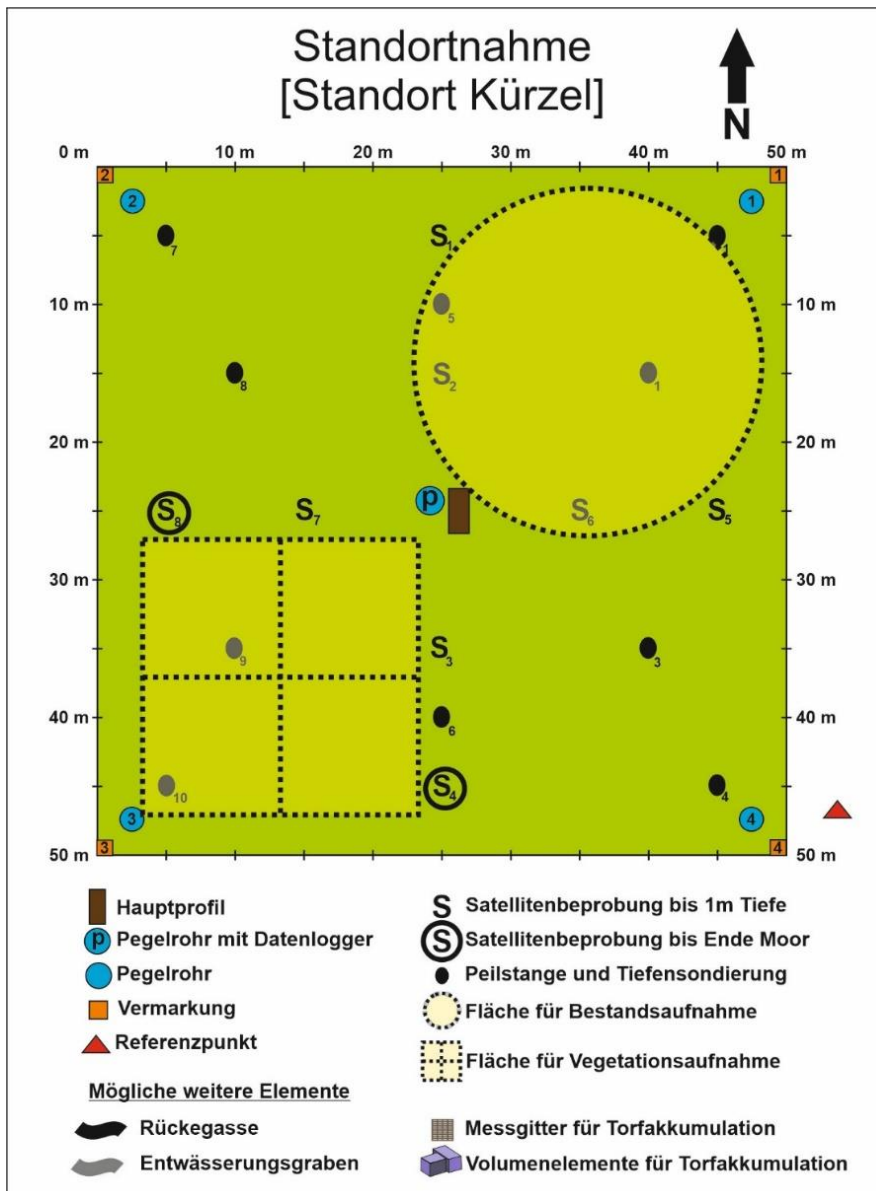 Standortnahme
[Standort Kürzel]
N
0 m 10 m 20 m 30 m 40 m 50 m
2 1
2 1
7 S1 1
10 m 5 10 m
8 S2 1
20 m 20 m
S8 S7 p S6 S5
30 m 30 m
9 S3 3
40 m 6 40 m
10 S4 4
3 4
3 4
50 m 50 m
Hauptprofil
p Pegelrohr mit Datenlogger
Pegelrohr
Vermarkung
Referenzpunkt
S Satellitenbeprobung bis 1m Tiefe
S Satellitenbeprobung bis Ende Moor
Peilstange und Tiefensondierung
Fläche für Bestandsaufnahme
Fläche für Vegetationsaufnahme
Mögliche weitere Elemente
Rückegasse
Entwässerungsgraben
Messgitter für Torfakkumulation
Volumenelemente für Torfakkumulation